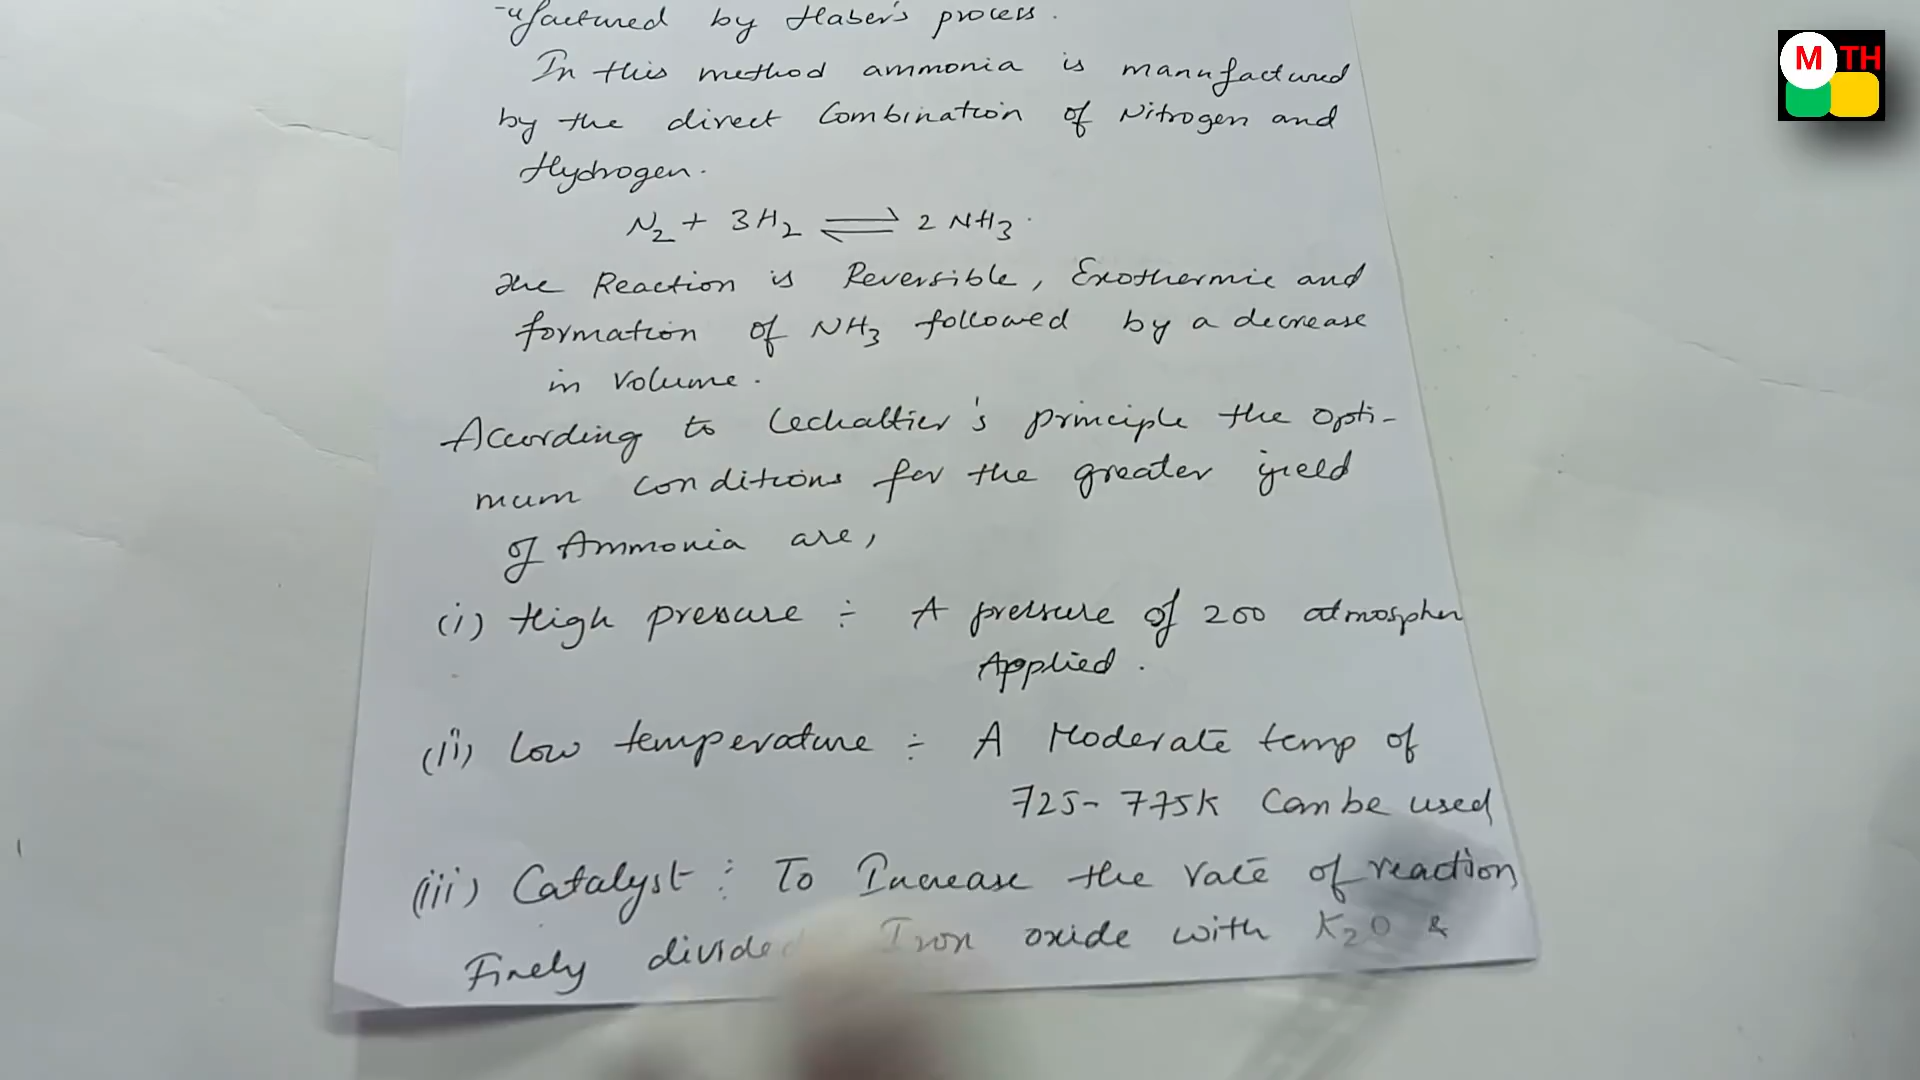 -ufactured by Haber's process.
In this method ammonia is manufactured
by the direct Combination of Nitrogen and
Hydrogen.
N₂ + 3H₂ ⇌ 2 NH₃.
The Reaction is Reversible, Exothermic and
formation of NH₃ followed by a decrease
in Volume.
According to Lechaltier's principle the opti-
mum conditions for the greater yield
of Ammonia are,
(i) High pressure ÷ A pressure of 200 atmospher
Applied.
(ii) Low temperature ÷ A Moderate temp of
725-775K Can be used
(iii) Catalyst ÷ To Increase the rate of reaction
Finely divided Iron oxide with K₂O &
M TH